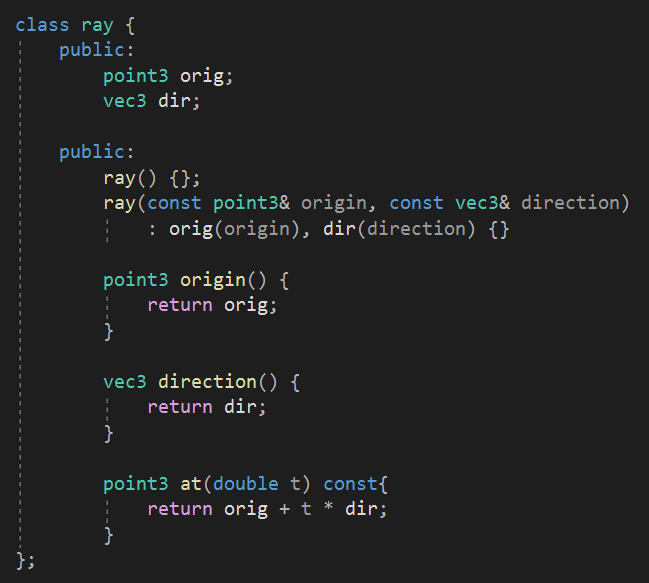 class ray {
    public:
        point3 orig;
        vec3 dir;

    public:
        ray() {};
        ray(const point3& origin, const vec3& direction)
            : orig(origin), dir(direction) {}

        point3 origin() {
            return orig;
        }

        vec3 direction() {
            return dir;
        }

        point3 at(double t) const{
            return orig + t * dir;
        }
};